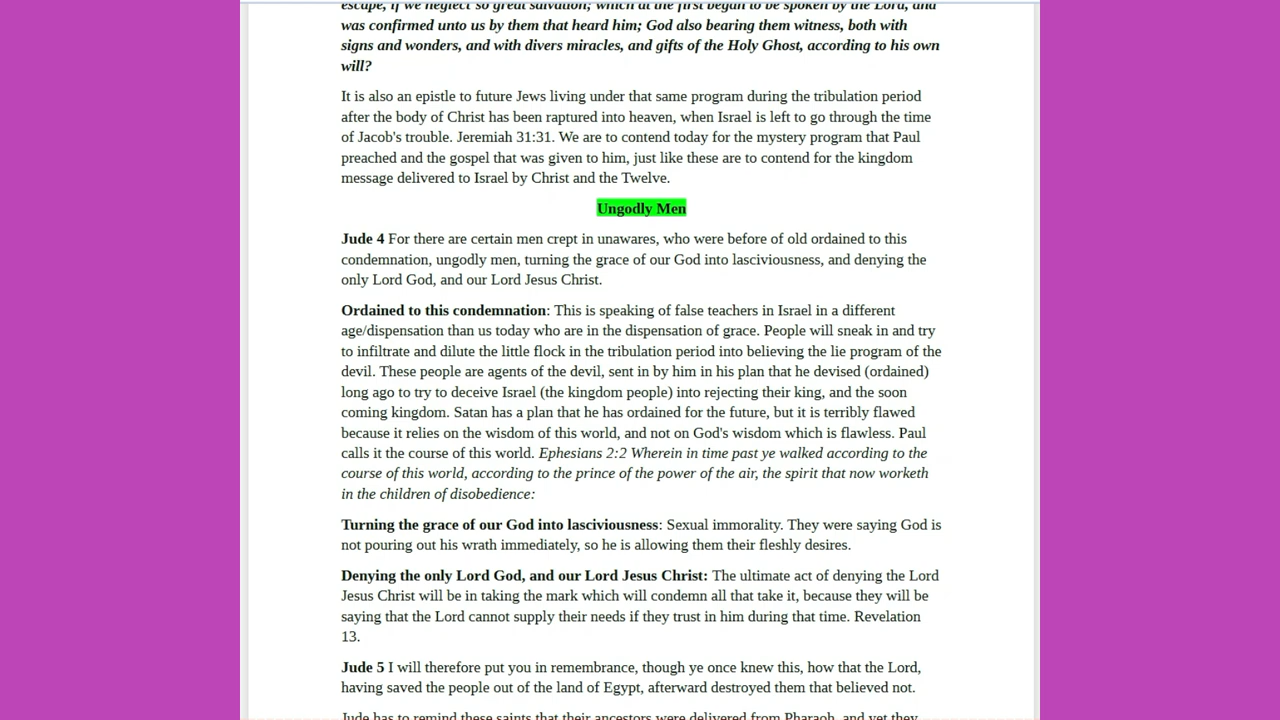 escape, if we neglect so great salvation; which at the first began to be spoken by the Lord, and
was confirmed unto us by them that heard him; God also bearing them witness, both with
signs and wonders, and with divers miracles, and gifts of the Holy Ghost, according to his own
will?
It is also an epistle to future Jews living under that same program during the tribulation period
after the body of Christ has been raptured into heaven, when Israel is left to go through the time
of Jacob's trouble. Jeremiah 31:31. We are to contend today for the mystery program that Paul
preached and the gospel that was given to him, just like these are to contend for the kingdom
message delivered to Israel by Christ and the Twelve.
Ungodly Men
Jude 4 For there are certain men crept in unawares, who were before of old ordained to this
condemnation, ungodly men, turning the grace of our God into lasciviousness, and denying the
only Lord God, and our Lord Jesus Christ.
Ordained to this condemnation: This is speaking of false teachers in Israel in a different
age/dispensation than us today who are in the dispensation of grace. People will sneak in and try
to infiltrate and dilute the little flock in the tribulation period into believing the lie program of the
devil. These people are agents of the devil, sent in by him in his plan that he devised (ordained)
long ago to try to deceive Israel (the kingdom people) into rejecting their king, and the soon
coming kingdom. Satan has a plan that he has ordained for the future, but it is terribly flawed
because it relies on the wisdom of this world, and not on God's wisdom which is flawless. Paul
calls it the course of this world. Ephesians 2:2 Wherein in time past ye walked according to the
course of this world, according to the prince of the power of the air, the spirit that now worketh
in the children of disobedience:
Turning the grace of our God into lasciviousness: Sexual immorality. They were saying God is
not pouring out his wrath immediately, so he is allowing them their fleshly desires.
Denying the only Lord God, and our Lord Jesus Christ: The ultimate act of denying the Lord
Jesus Christ will be in taking the mark which will condemn all that take it, because they will be
saying that the Lord cannot supply their needs if they trust in him during that time. Revelation
13.
Jude 5 I will therefore put you in remembrance, though ye once knew this, how that the Lord,
having saved the people out of the land of Egypt, afterward destroyed them that believed not.
Jude has to remind these saints that their ancestors were delivered from Pharaoh, and yet they